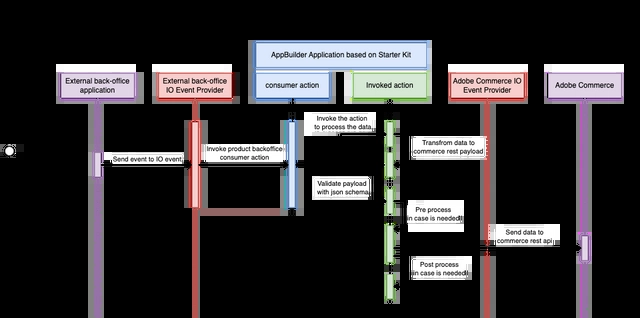 AppBuilder Application based on Starter Kit
External back-office
application
External back-office
IO Event Provider
consumer action
Invoked action
Adobe Commerce IO
Event Provider
Adobe Commerce
Invoke the action
to process the data
Transfrom data to
commerce rest payload
Send event to IO event
Invoke product backoffice
consumer action
Validate payload
with json schema
Pre process
(in case is needed)
Send data to
commerce rest api
Post process
(in case is needed)